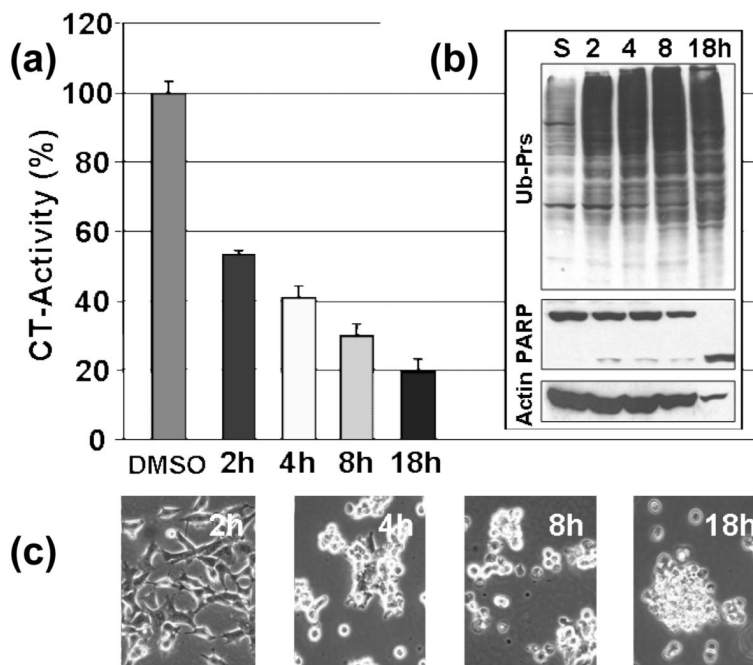 (a)
CT-Activity (%)
120
100
80
60
40
20
0
DMSO 2h 4h 8h 18h
(b)
S 2 4 8 18h
Ub-Prs
PARP
Actin
(c)
2h 4h 8h 18h